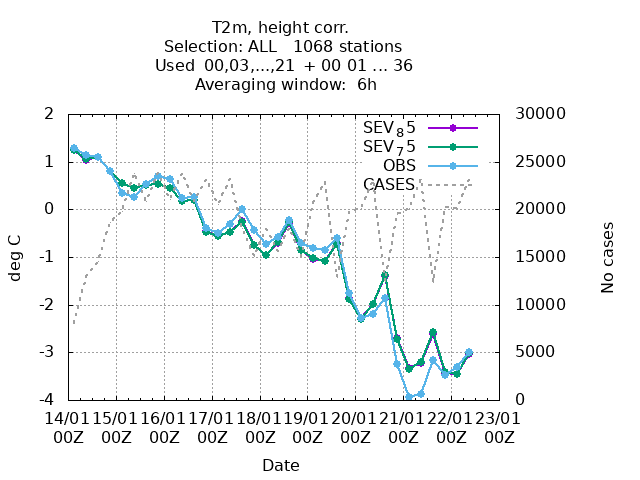 T2m, height corr.
Selection: ALL   1068 stations
Used  00,03,...,21  + 00 01 ... 36
Averaging window:  6h
2
1
0
-1
-2
-3
-4
deg C
30000
25000
20000
15000
10000
5000
0
No cases
SEV₈5
SEV₇5
OBS
CASES
14/01 15/01 16/01 17/01 18/01 19/01 20/01 21/01 22/01 23/01
00Z 00Z 00Z 00Z 00Z 00Z 00Z 00Z 00Z 00Z
Date